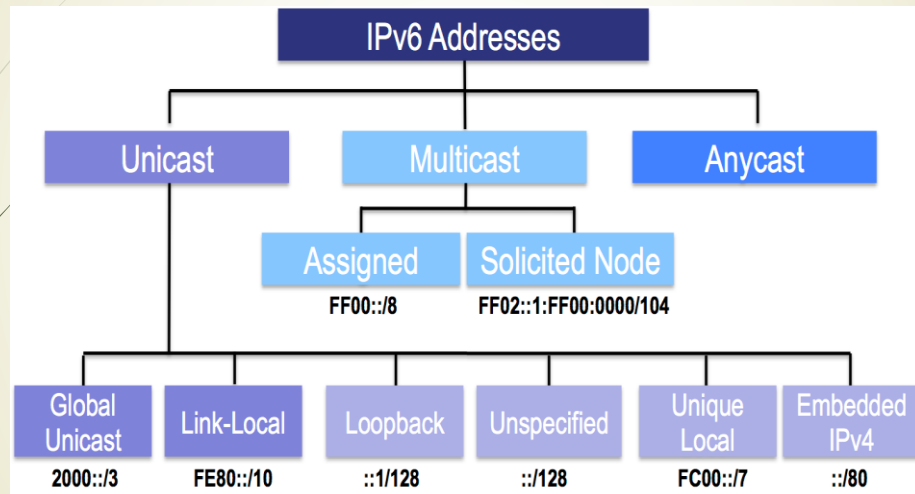 IPv6 Addresses
Unicast
Multicast
Anycast
Assigned
Solicited Node
FF00::/8
FF02::1:FF00:0000/104
Global
Unicast
Link-Local
Loopback
Unspecified
Unique
Local
Embedded
IPv4
2000::/3
FE80::/10
::1/128
::/128
FC00::/7
::/80